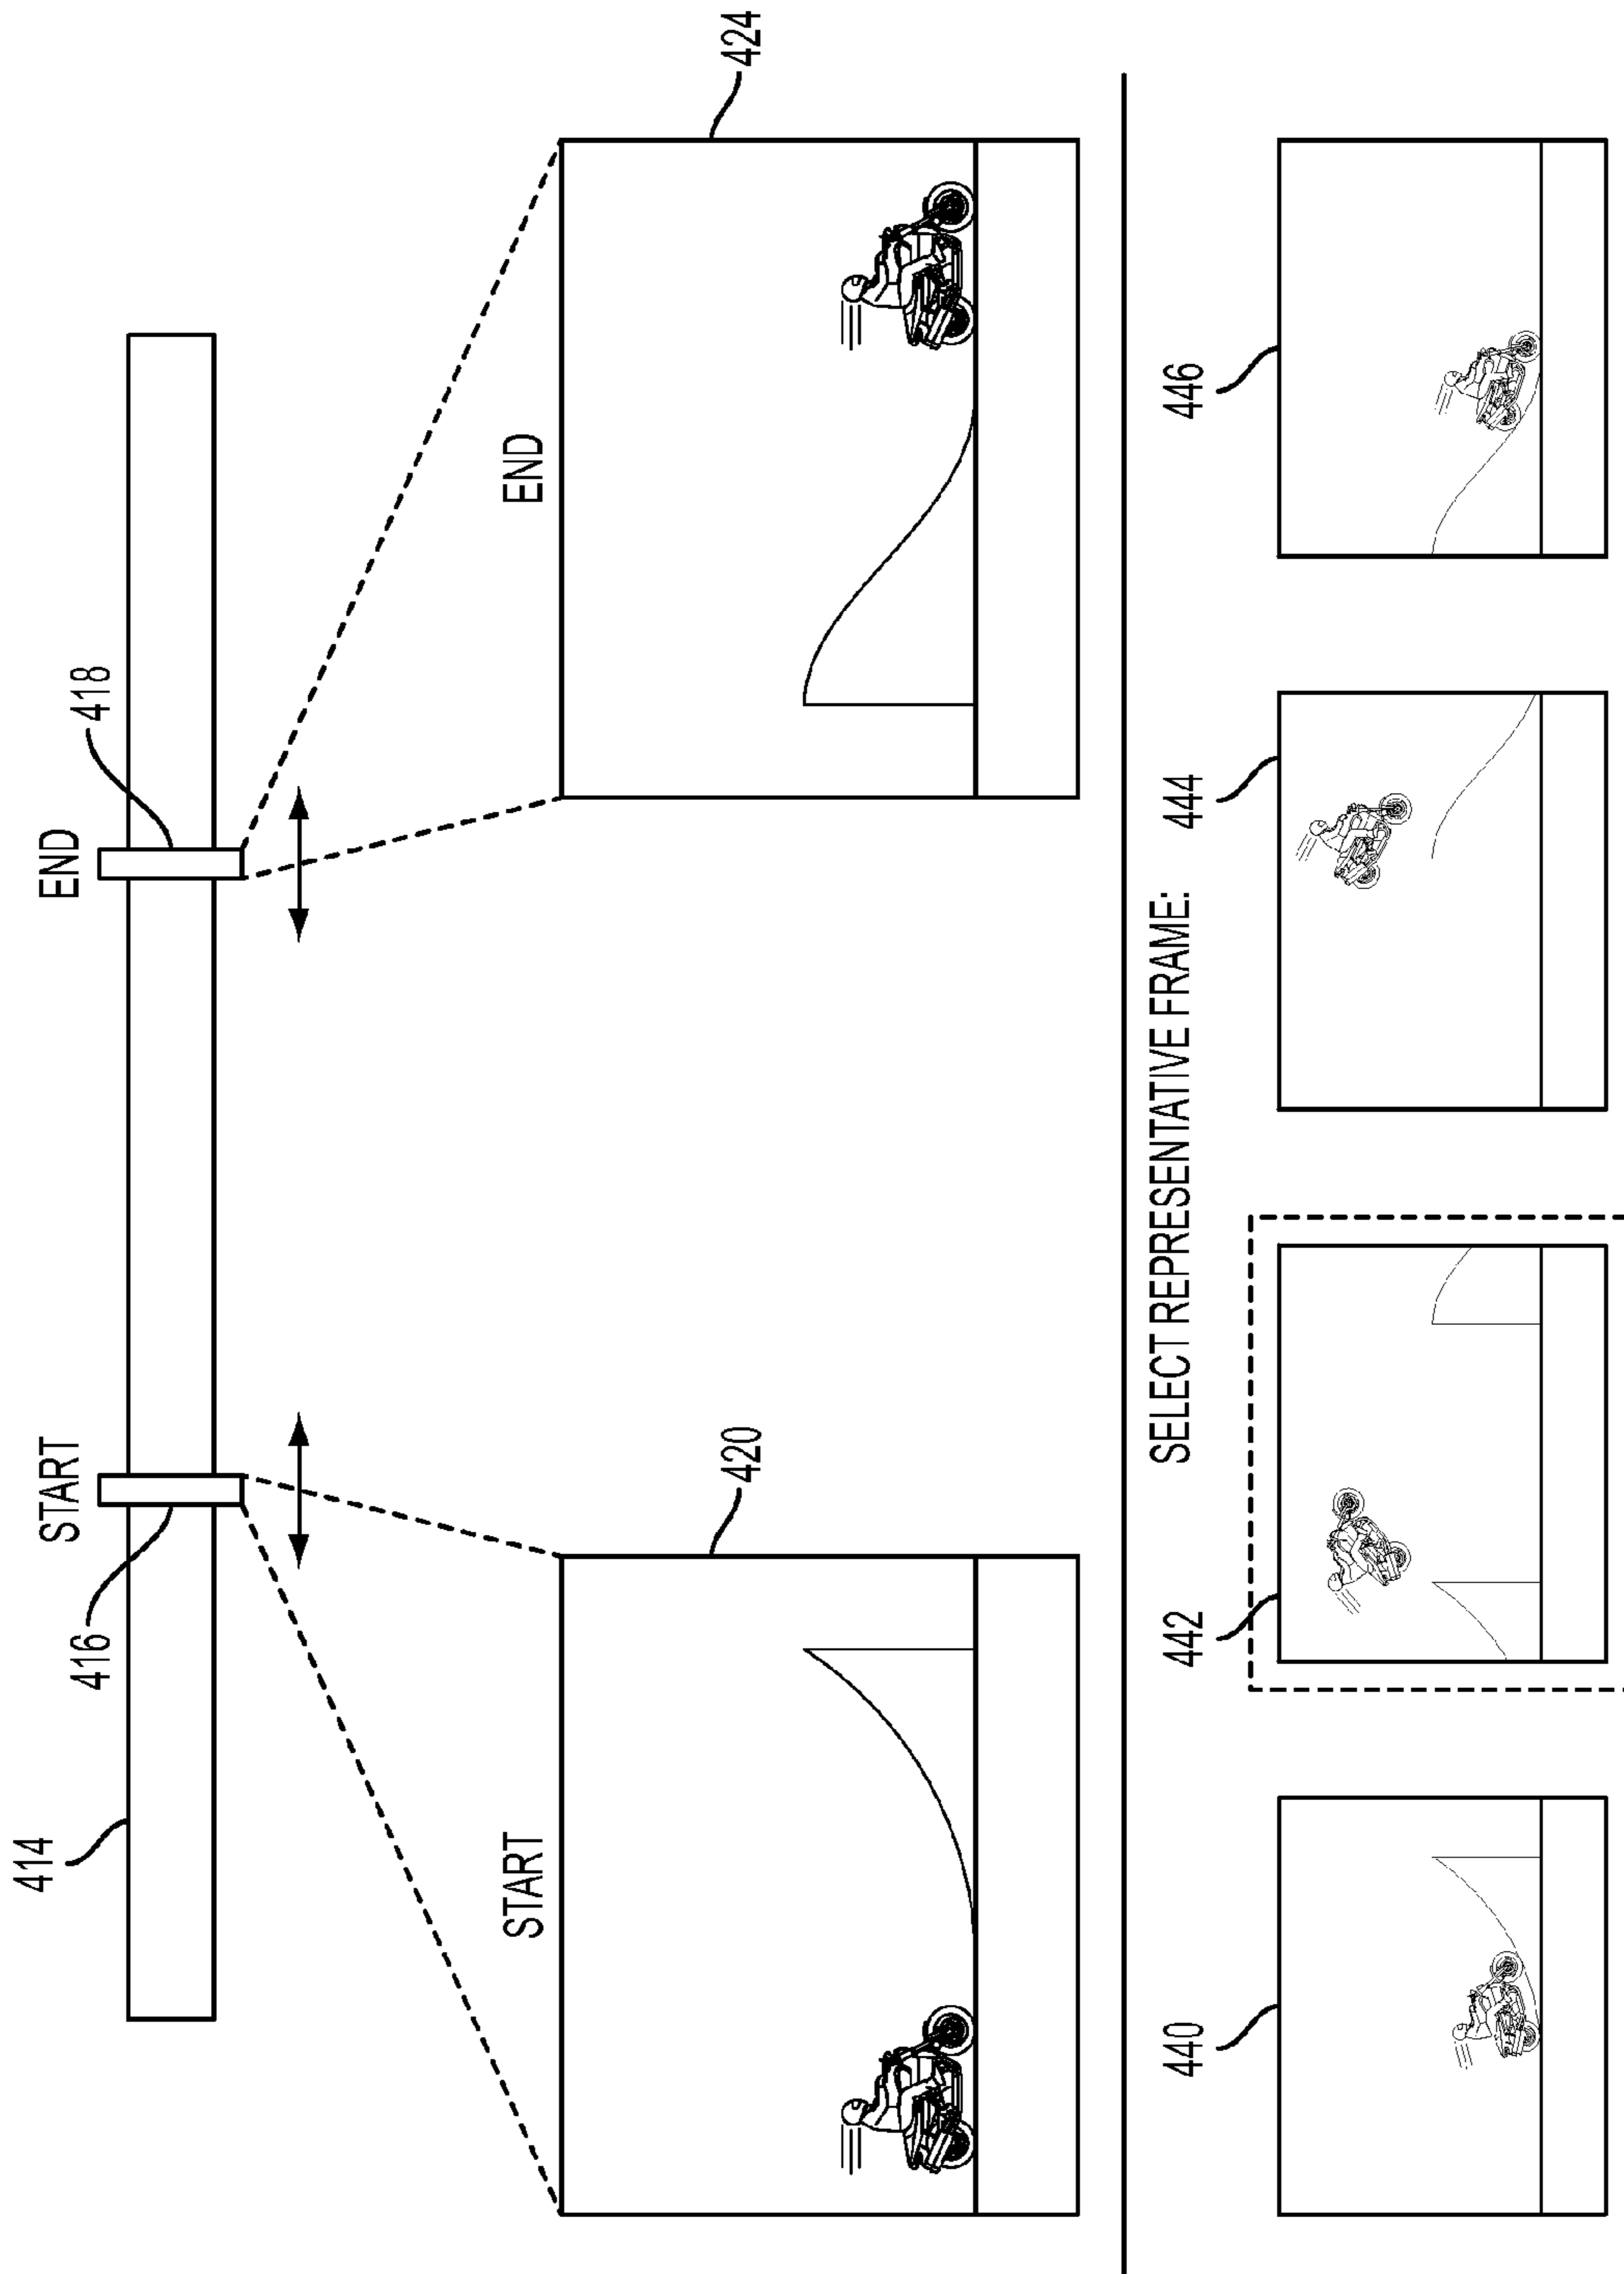 414
START
416
END
418
START
420
END
424
SELECT REPRESENTATIVE FRAME:
440
442
444
446